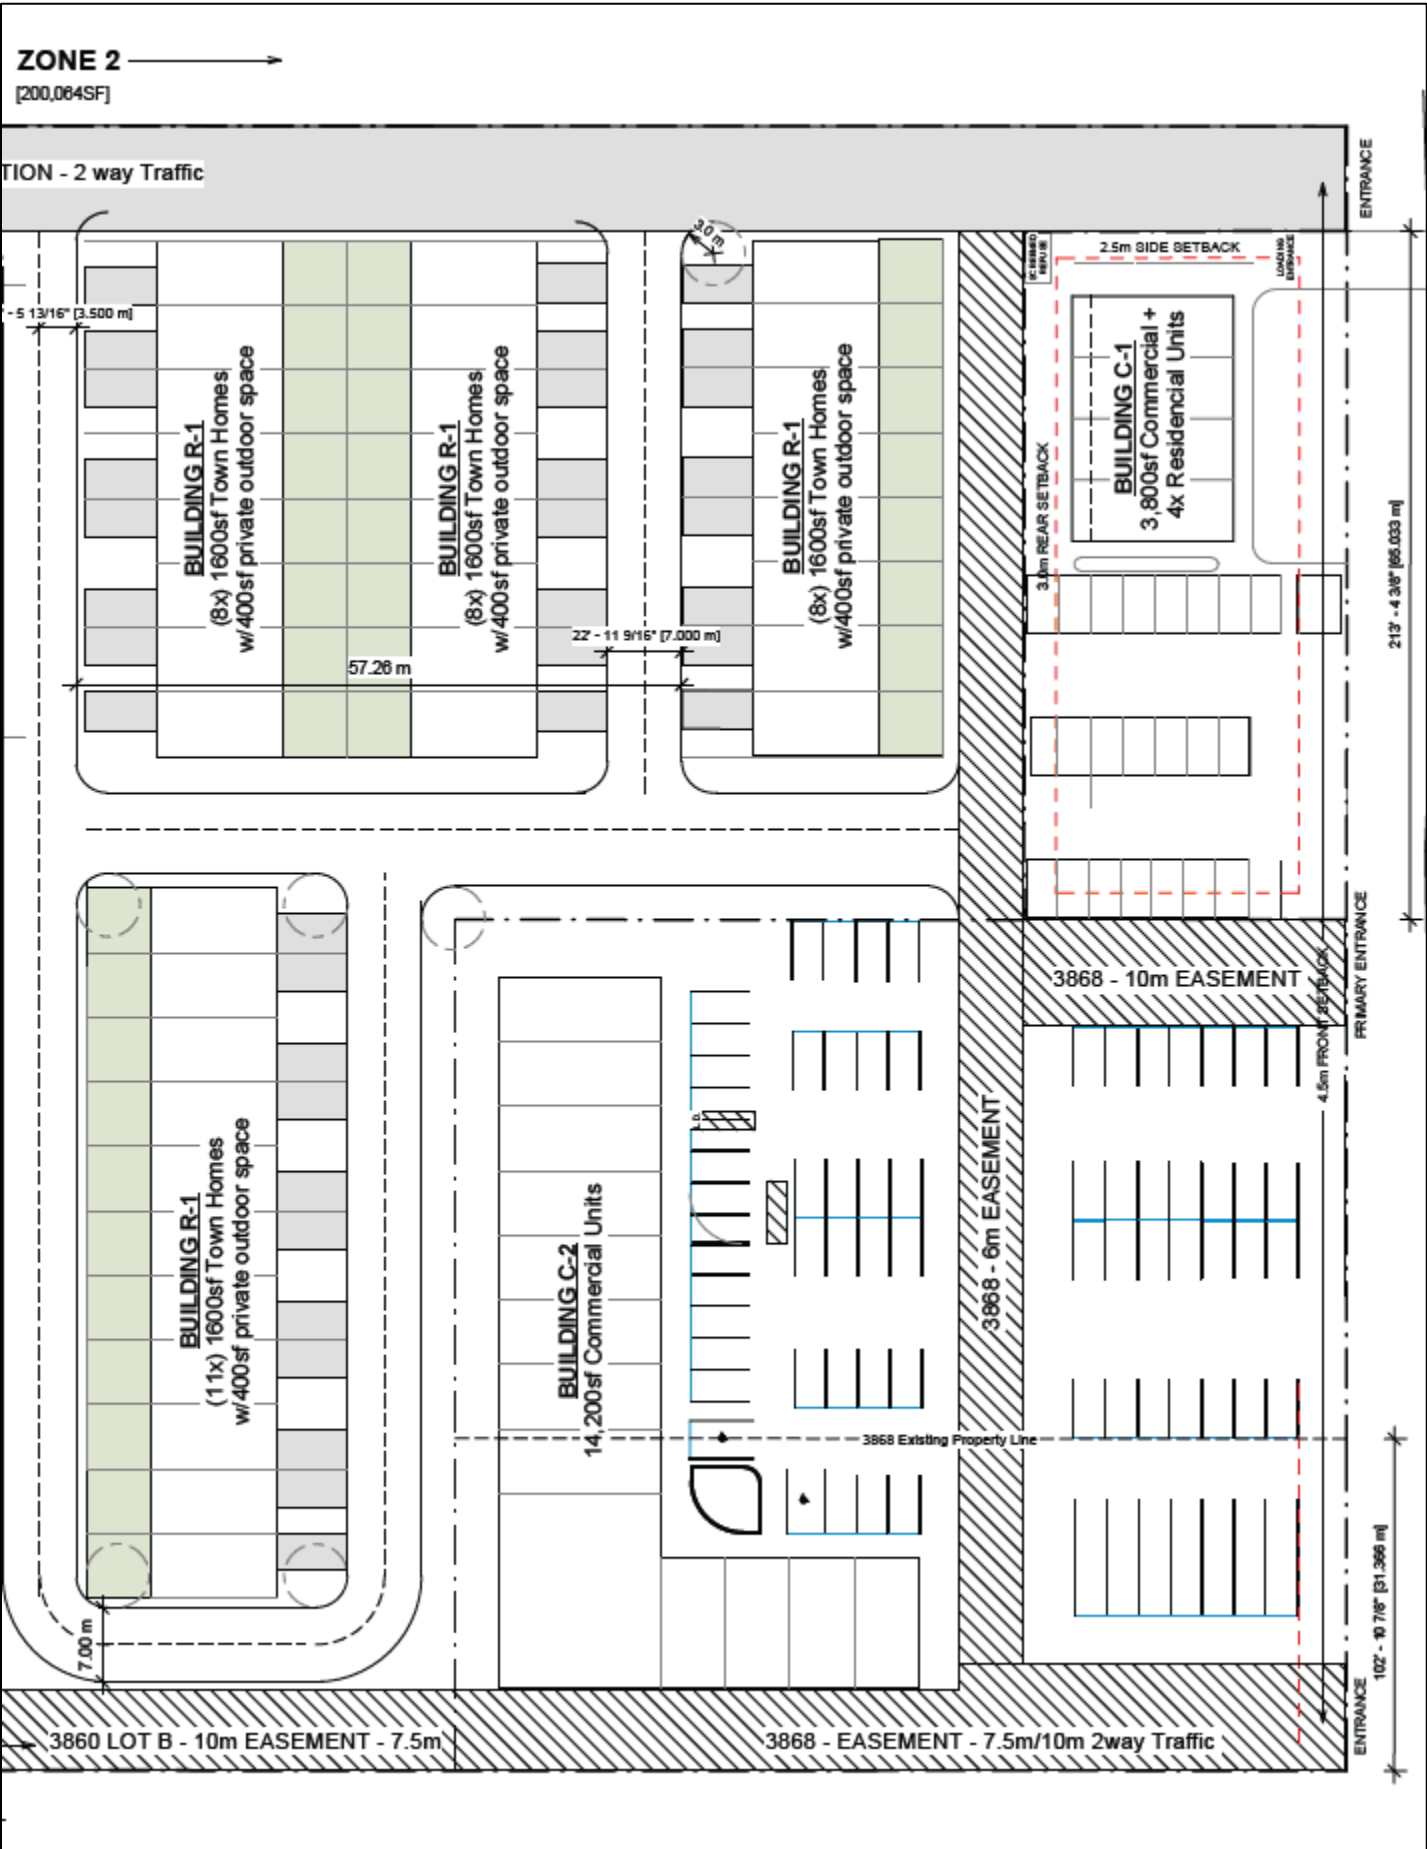 ZONE 2
[200,064SF]
TION - 2 way Traffic
ENTRANCE
3.0 m
SCREENED
REFUSE
2.5m SIDE SETBACK
LOADING
ENTRANCE
- 5 13/16" [3.500 m]
BUILDING R-1
(8x) 1600sf Town Homes
w/400sf private outdoor space
BUILDING R-1
(8x) 1600sf Town Homes
w/400sf private outdoor space
BUILDING R-1
(8x) 1600sf Town Homes
w/400sf private outdoor space
BUILDING C-1
3,800sf Commercial +
4x Residencial Units
3.0m REAR SETBACK
213' - 4 3/8" [65.033 m]
22' - 11 9/16" [7.000 m]
57.26 m
3868 - 10m EASEMENT
4.5m FRONT SETBACK
PRIMARY ENTRANCE
BUILDING R-1
(11x) 1600sf Town Homes
w/400sf private outdoor space
BUILDING C-2
14,200sf Commercial Units
3868 - 6m EASEMENT
3868 Existing Property Line
102' - 10 7/8" [31.366 m]
7.00 m
3860 LOT B - 10m EASEMENT - 7.5m
3868 - EASEMENT - 7.5m/10m 2way Traffic
ENTRANCE